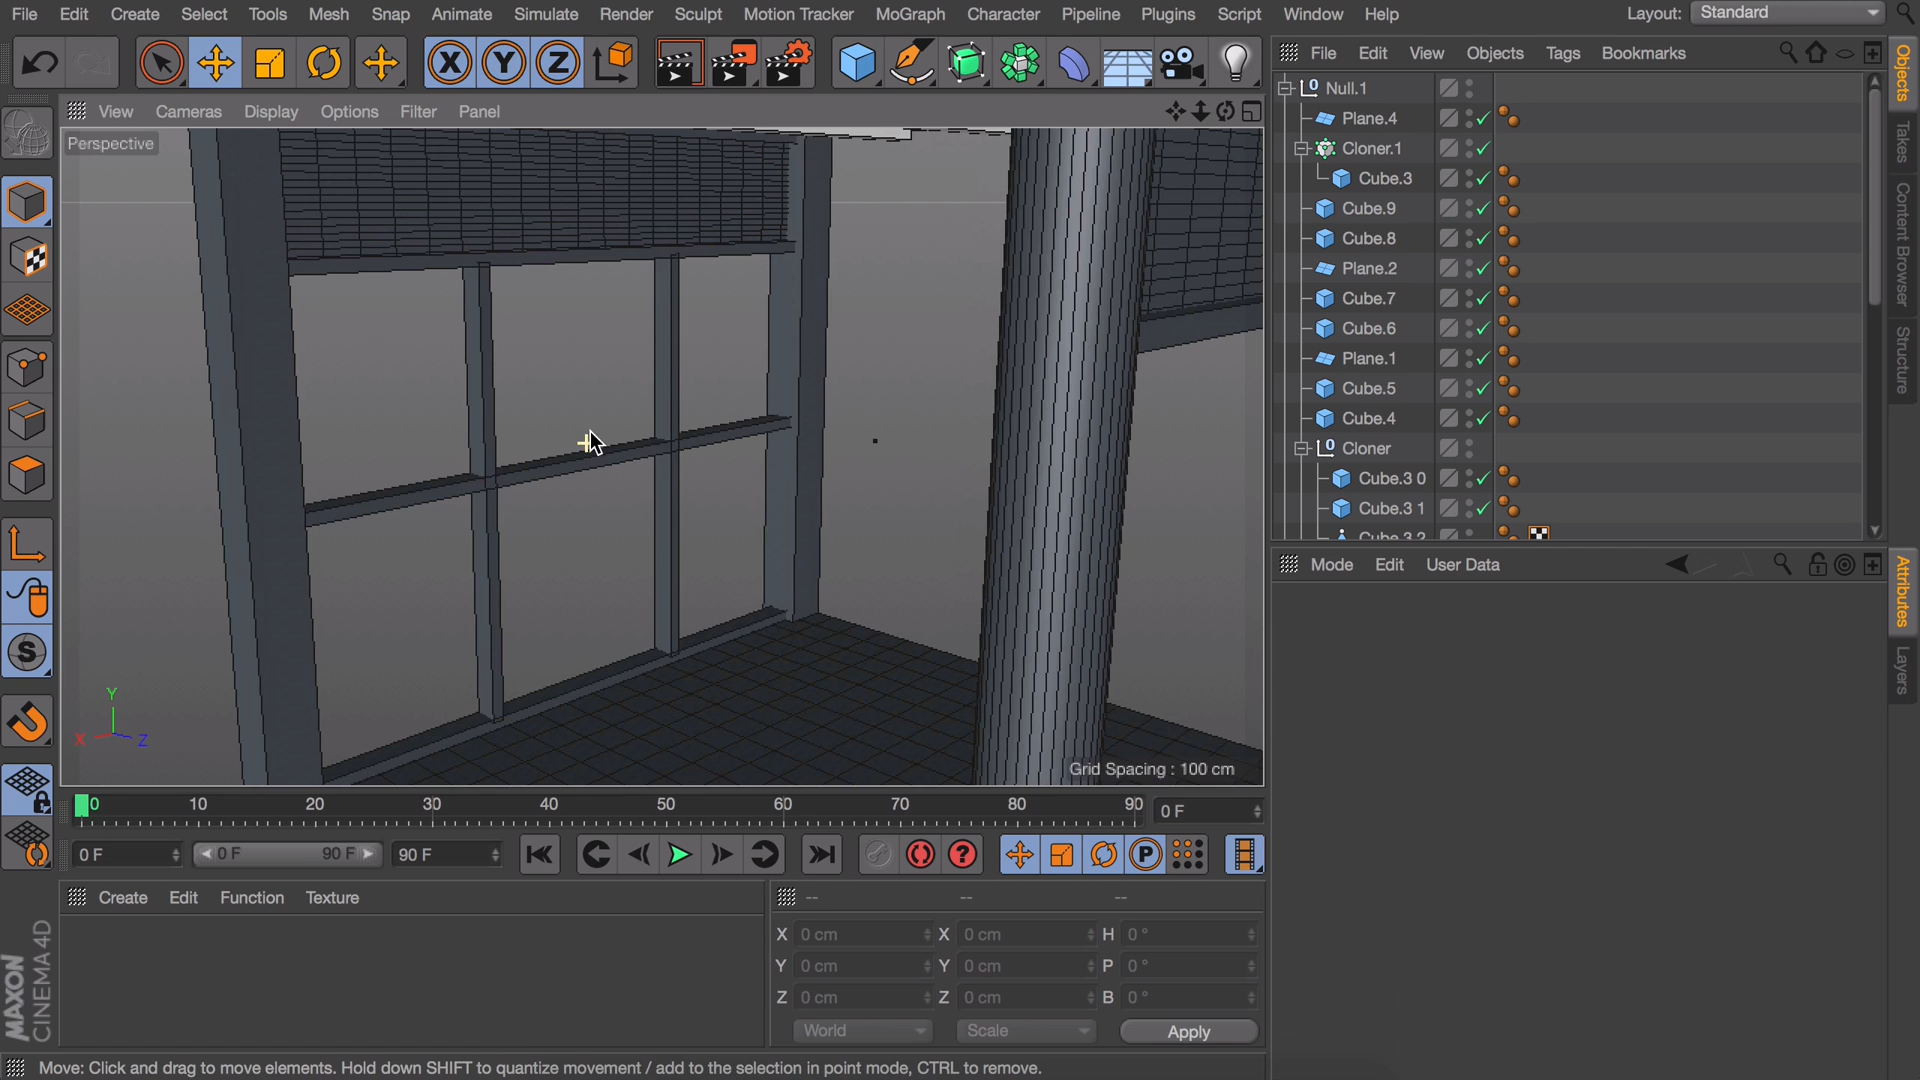 File Edit Create Select Tools Mesh Snap Animate Simulate Render Sculpt Motion Tracker MoGraph Character Pipeline Plugins Script Window Help Layout: Standard
X Y Z
File Edit View Objects Tags Bookmarks
View Cameras Display Options Filter Panel
Perspective
Null.1
Plane.4
Cloner.1
Cube.3
Cube.9
Cube.8
Plane.2
Cube.7
Cube.6
Plane.1
Cube.5
Cube.4
Cloner
Cube.3 0
Cube.3 1
Cube.3 2
Objects
Takes
Content Browser
Structure
Mode Edit User Data
Attributes
Layers
S
Y
X Z
Grid Spacing : 100 cm
0 10 20 30 40 50 60 70 80 90 0 F
0 F 0 F 90 F 90 F ? P
Create Edit Function Texture
-- -- --
X 0 cm X 0 cm H 0 °
Y 0 cm Y 0 cm P 0 °
Z 0 cm Z 0 cm B 0 °
World Scale Apply
MAXON
CINEMA 4D
Move: Click and drag to move elements. Hold down SHIFT to quantize movement / add to the selection in point mode, CTRL to remove.